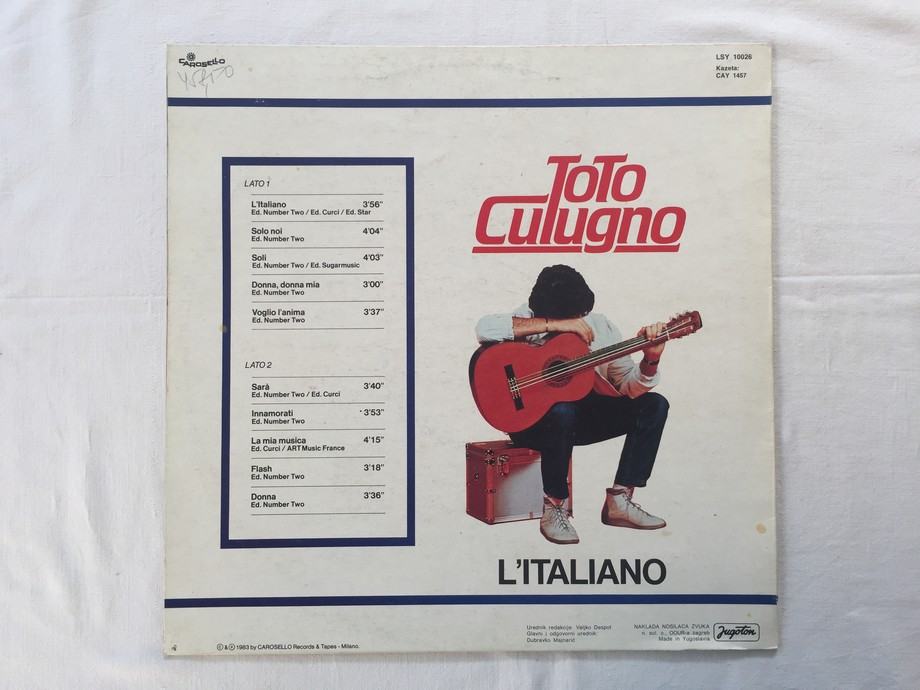 CAROSELLO
LSY 10026
Kazeta:
CAY 1457
LATO 1
L'Italiano 3'56"
Ed. Number Two / Ed. Curci / Ed. Star
Solo noi 4'04"
Ed. Number Two
Soli 4'03"
Ed. Number Two / Ed. Sugarmusic
Donna, donna mia 3'00"
Ed. Number Two
Voglio l'anima 3'37"
Ed. Number Two
LATO 2
Sarà 3'40"
Ed. Number Two / Ed. Curci
Innamorati 3'53"
Ed. Number Two
La mia musica 4'15"
Ed. Curci / ART Music France
Flash 3'18"
Ed. Number Two
Donna 3'36"
Ed. Number Two
ToTo
Cutugno
L'ITALIANO
© & ℗ 1983 by CAROSELLO Records & Tapes - Milano.
Urednik redakcije: Veljko Despot
Glavni i odgovorni urednik:
Dubravko Majnarić
NAKLADA NOSILACA ZVUKA
n. sol. o., OOUR-a zagreb
Made in Yugoslavia
Jugoton